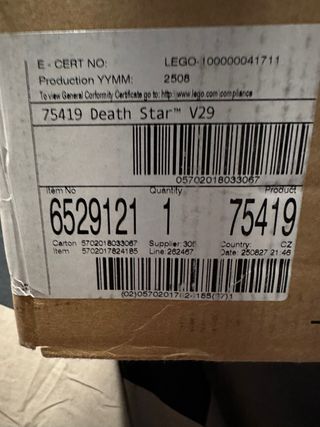 E - CERT NO: LEGO-100000041711
Production YYMM: 2508
To view General Conformity Certificate go to: http://www.lego.com/compliance
75419 Death Star™ V29
05702018033067
Item No Quantity Product
6529121 1 75419
Carton 5702018033067 Supplier: 306 Country: CZ
Item 5702017824185 Line: 262467 Date: 250827 21:46